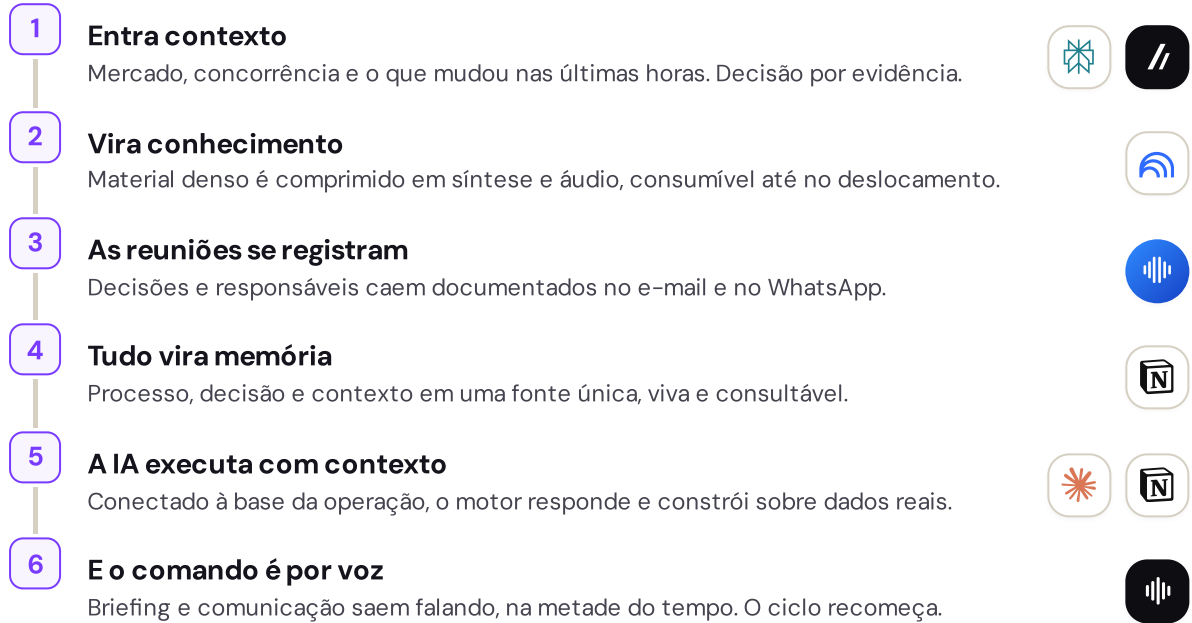 1
Entra contexto
Mercado, concorrência e o que mudou nas últimas horas. Decisão por evidência.
2
Vira conhecimento
Material denso é comprimido em síntese e áudio, consumível até no deslocamento.
3
As reuniões se registram
Decisões e responsáveis caem documentados no e-mail e no WhatsApp.
4
Tudo vira memória
Processo, decisão e contexto em uma fonte única, viva e consultável.
N
5
A IA executa com contexto
Conectado à base da operação, o motor responde e constrói sobre dados reais.
N
6
E o comando é por voz
Briefing e comunicação saem falando, na metade do tempo. O ciclo recomeça.